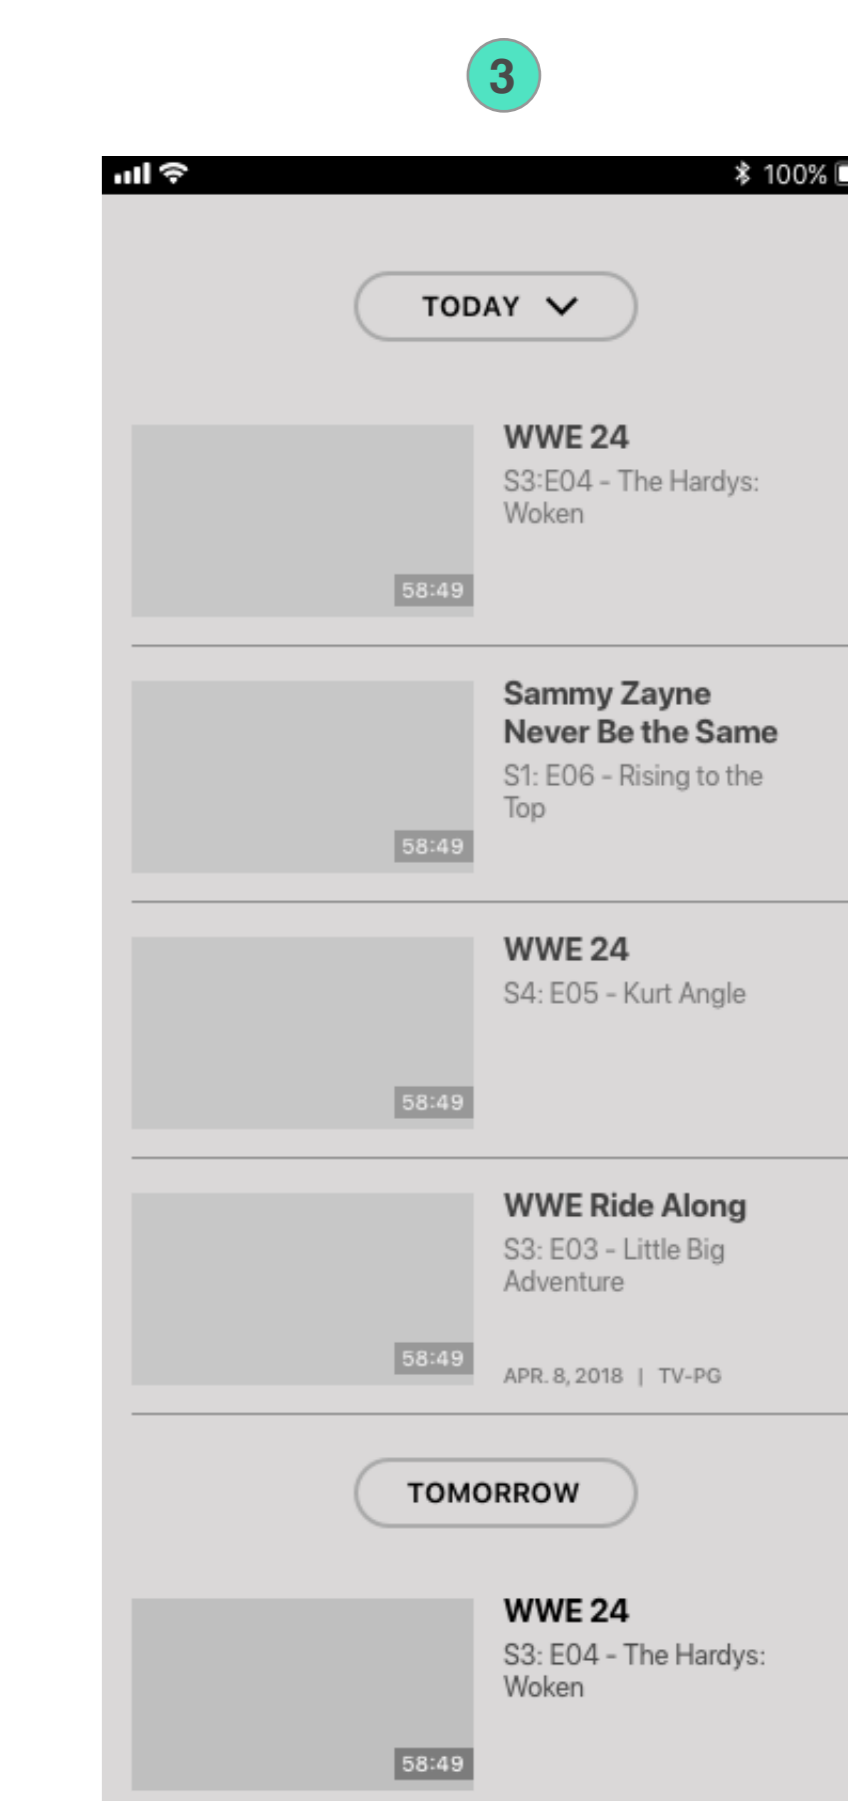 3
100%
TODAY
WWE 24
S3:E04 - The Hardys:
Woken
58:49
Sammy Zayne
Never Be the Same
S1: E06 - Rising to the
Top
58:49
WWE 24
S4: E05 - Kurt Angle
58:49
WWE Ride Along
S3: E03 - Little Big
Adventure
58:49
APR. 8, 2018 | TV-PG
TOMORROW
WWE 24
S3: E04 - The Hardys:
Woken
58:49